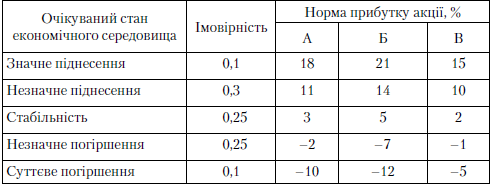 Очікуваний стан економічного середовища | Імовірність | Норма прибутку акції, %
А | Б | В
Значне піднесення | 0,1 | 18 | 21 | 15
Незначне піднесення | 0,3 | 11 | 14 | 10
Стабільність | 0,25 | 3 | 5 | 2
Незначне погіршення | 0,25 | –2 | –7 | –1
Суттєве погіршення | 0,1 | –10 | –12 | –5